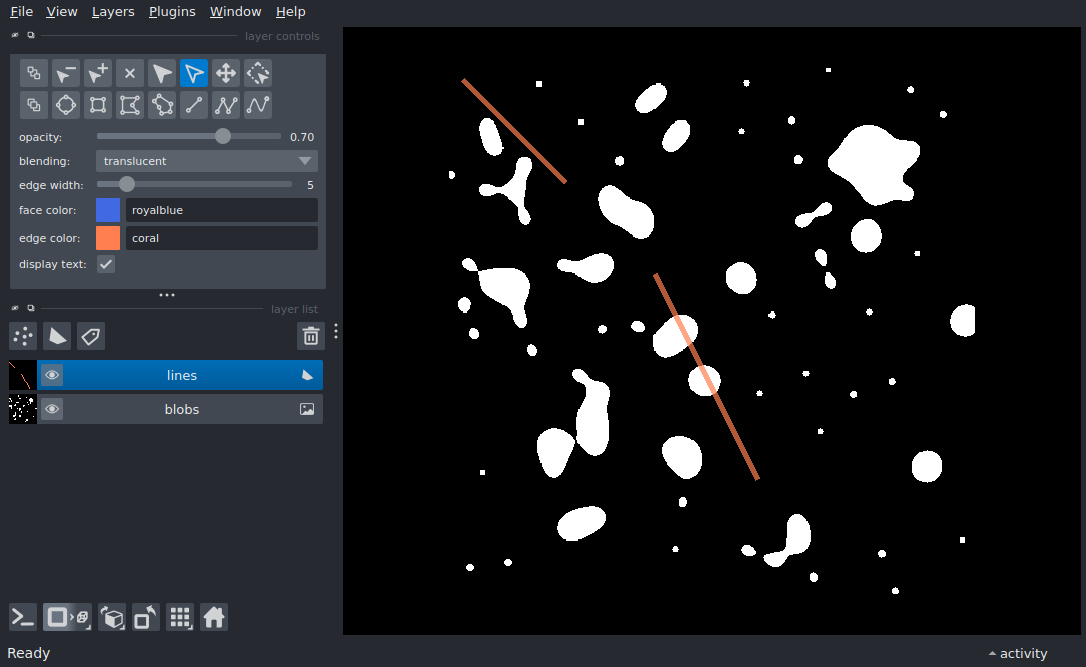 File View Layers Plugins Window Help
layer controls
opacity: 0.70
blending: translucent
edge width: 5
face color: royalblue
edge color: coral
display text:
layer list
lines
blobs
Ready
activity